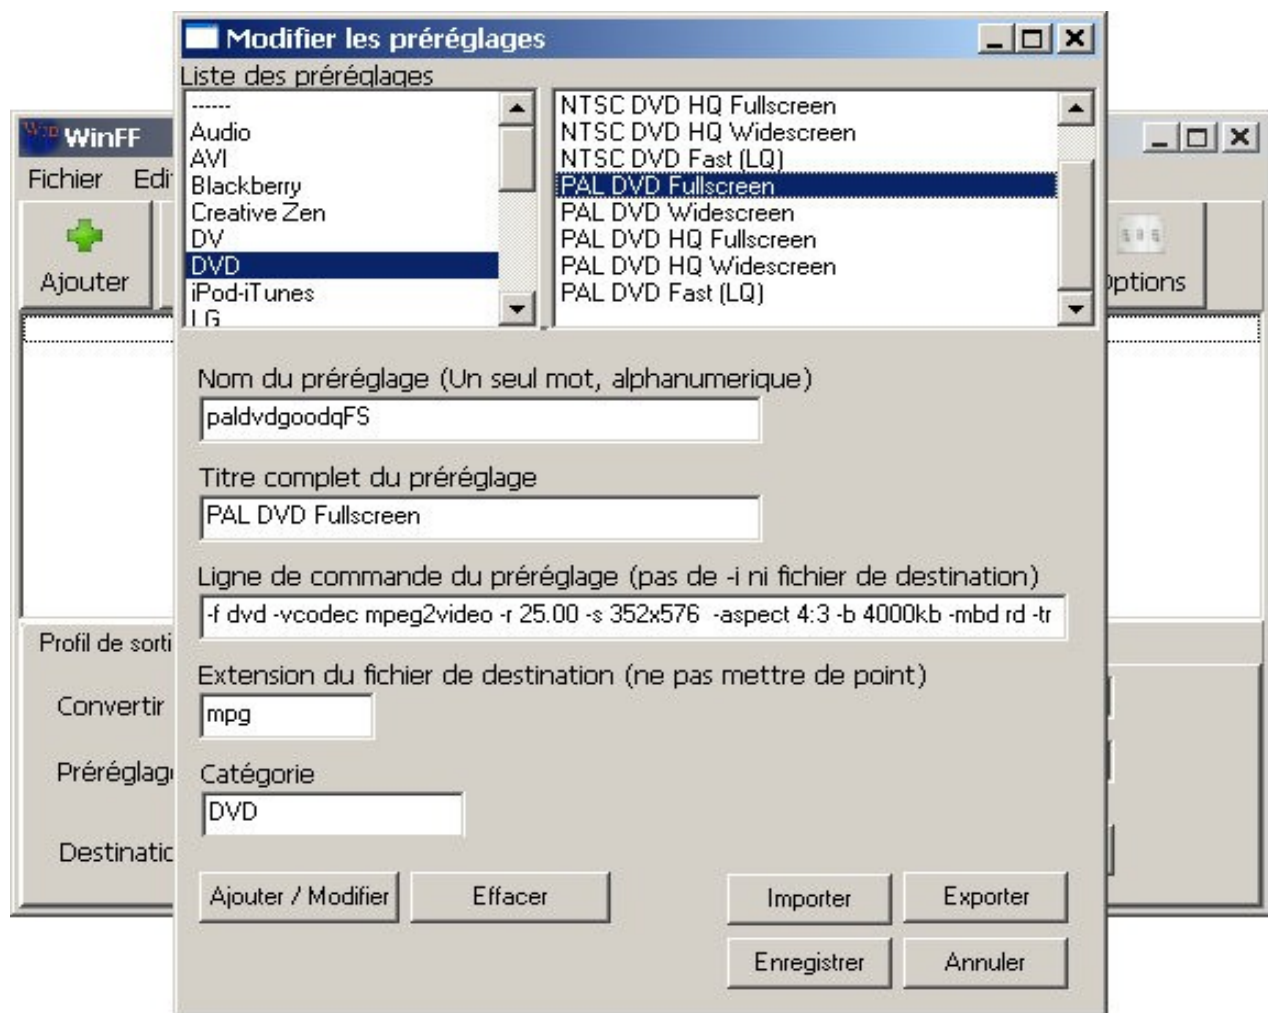 Modifier les préréglages
Liste des préréglages
------
Audio
AVI
Blackberry
Creative Zen
DV
DVD
iPod-iTunes
LG
NTSC DVD HQ Fullscreen
NTSC DVD HQ Widescreen
NTSC DVD Fast (LQ)
PAL DVD Fullscreen
PAL DVD Widescreen
PAL DVD HQ Fullscreen
PAL DVD HQ Widescreen
PAL DVD Fast (LQ)
WinFF
Fichier Edi
Ajouter
ptions
Nom du préréglage (Un seul mot, alphanumerique)
paldvdgoodqFS
Titre complet du préréglage
PAL DVD Fullscreen
Ligne de commande du préréglage (pas de -i ni fichier de destination)
-f dvd -vcodec mpeg2video -r 25.00 -s 352x576 -aspect 4:3 -b 4000kb -mbd rd -tr
Profil de sorti
Extension du fichier de destination (ne pas mettre de point)
Convertir
mpg
Préréglag
Catégorie
DVD
Destinatio
Ajouter / Modifier
Effacer
Importer
Exporter
Enregistrer
Annuler